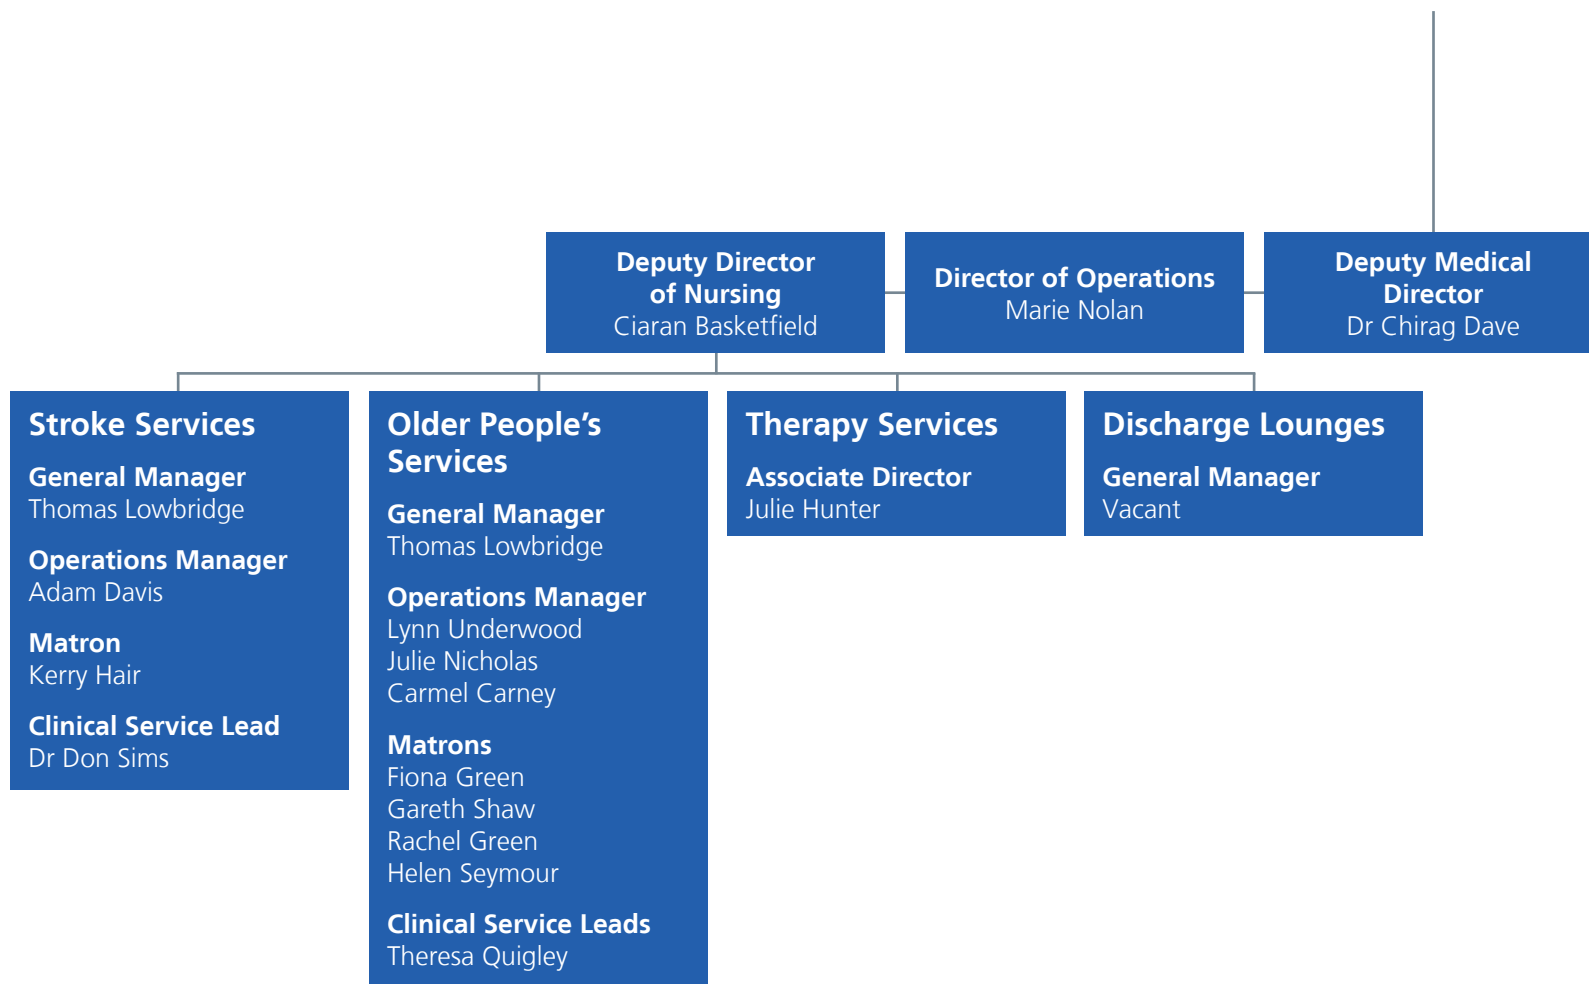 Deputy Director
of Nursing
Ciaran Basketfield
Director of Operations
Marie Nolan
Deputy Medical
Director
Dr Chirag Dave
Stroke Services
General Manager
Thomas Lowbridge
Operations Manager
Adam Davis
Matron
Kerry Hair
Clinical Service Lead
Dr Don Sims
Older People’s
Services
General Manager
Thomas Lowbridge
Operations Manager
Lynn Underwood
Julie Nicholas
Carmel Carney
Matrons
Fiona Green
Gareth Shaw
Rachel Green
Helen Seymour
Clinical Service Leads
Theresa Quigley
Therapy Services
Associate Director
Julie Hunter
Discharge Lounges
General Manager
Vacant